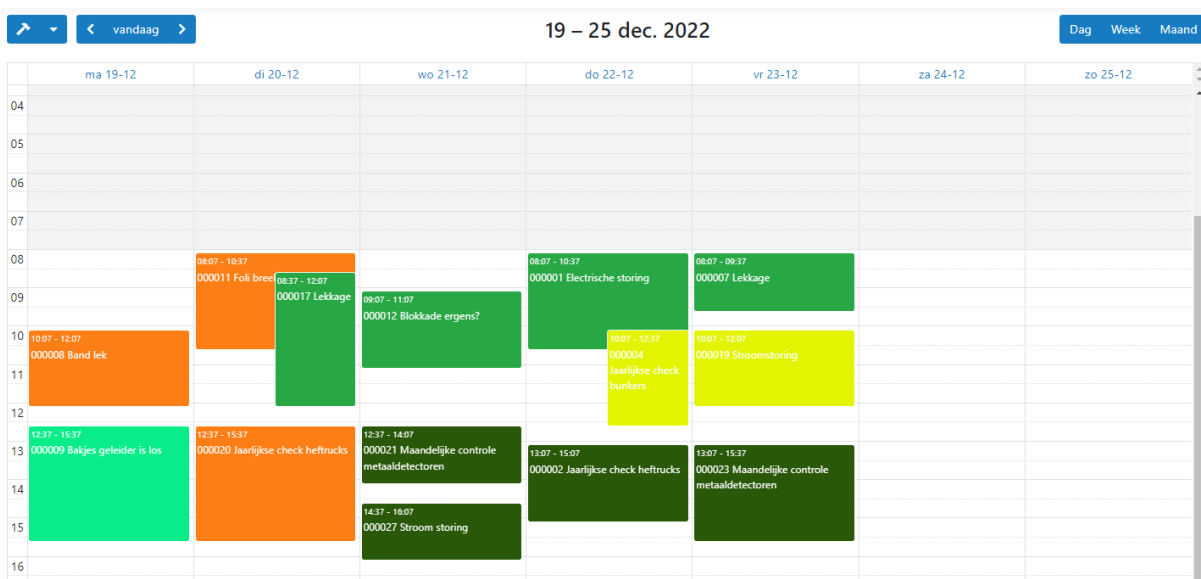 vandaag
19 – 25 dec. 2022
Dag Week Maand
ma 19-12 di 20-12 wo 21-12 do 22-12 vr 23-12 za 24-12 zo 25-12
04
05
06
07
08
09
10
11
12
13
14
15
16
10:07 - 12:07
000008 Band lek
12:37 - 15:37
000009 Bakjes geleider is los
08:07 - 10:37
000011 Foli
08:37 - 12:07
000017 Lekkage
12:37 - 15:37
000020 Jaarlijkse check heftrucks
09:07 - 11:07
000012 Blokkade ergens?
12:37 - 14:07
000021 Maandelijke controle
metaaldetectoren
14:37 - 16:07
000027 Stroom storing
08:07 - 10:37
000001 Electrische storing
10:07 - 12:37
000004
Jaarlijkse check
bunkers
13:07 - 15:07
000002 Jaarlijkse check heftrucks
08:07 - 09:37
000007 Lekkage
10:07 - 12:07
000019 Stroomstoring
13:07 - 15:37
000023 Maandelijke controle
metaaldetectoren